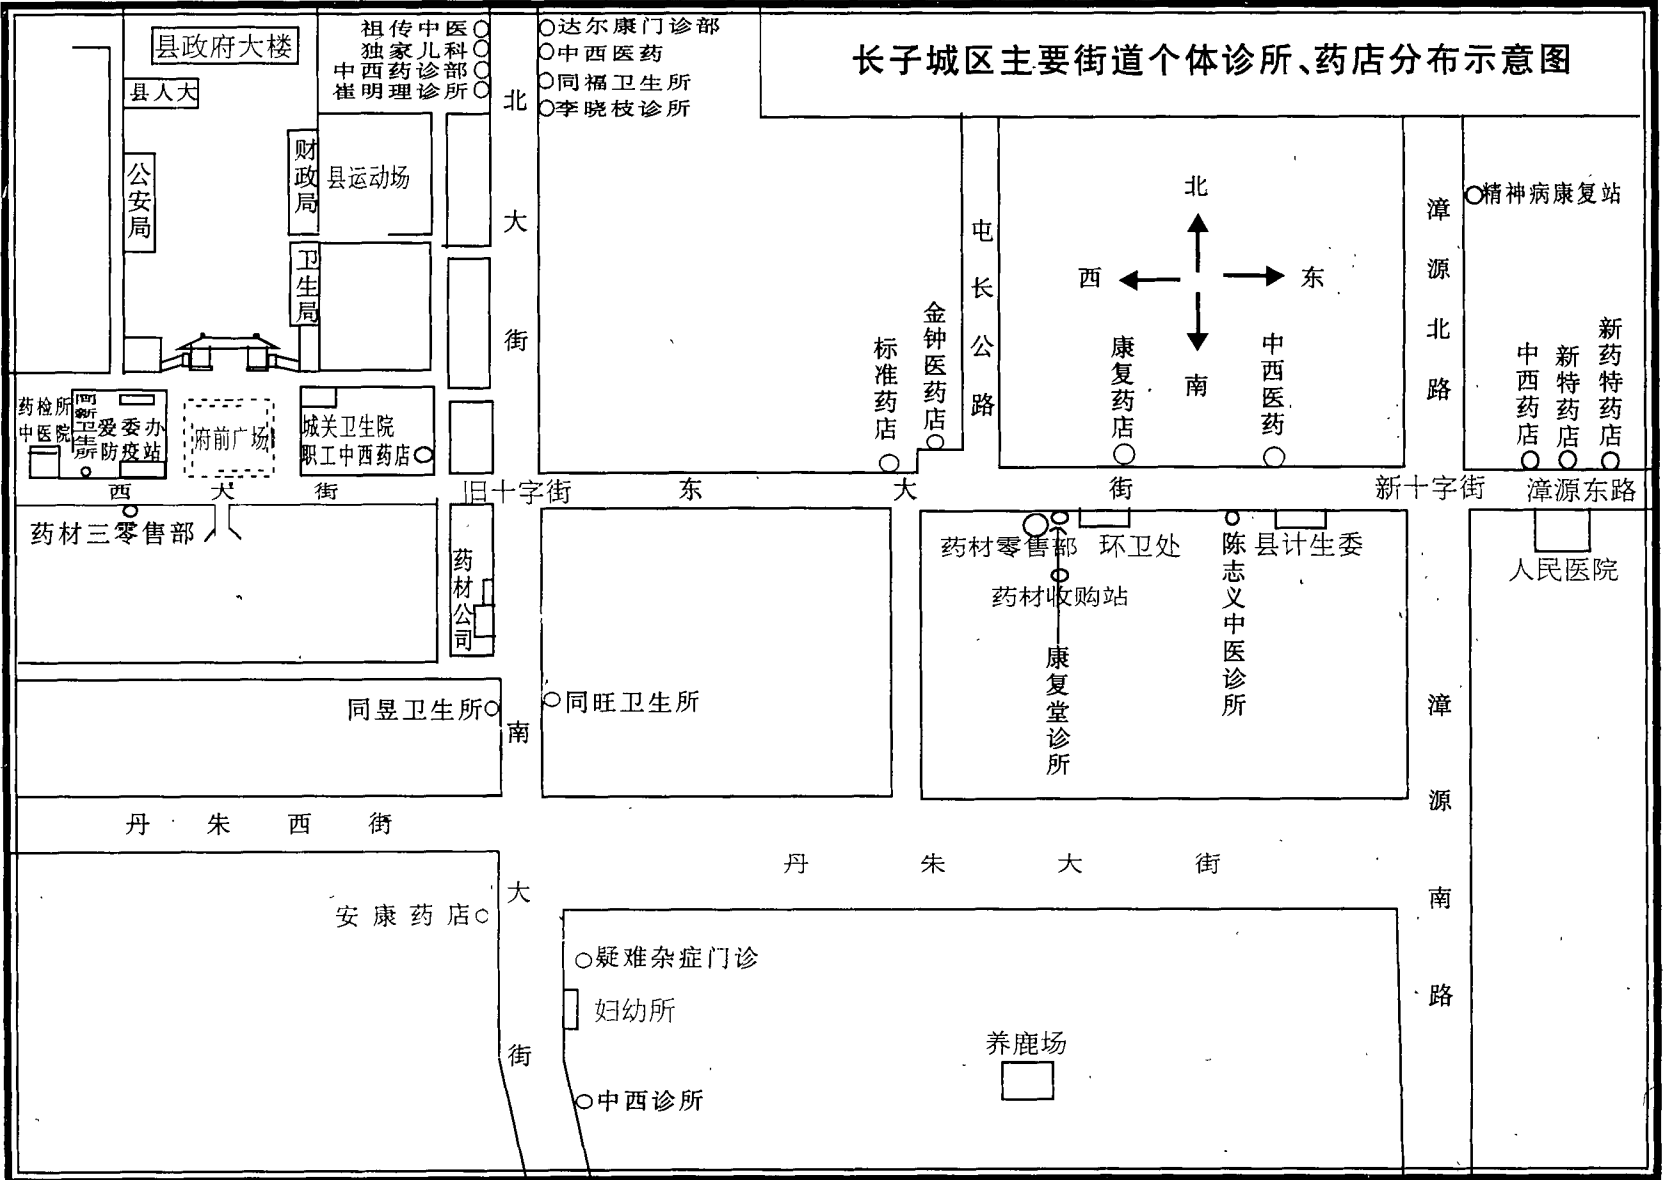 长子城区主要街道个体诊所、药店分布示意图
县政府大楼
县人大
公安局
财政局
卫生局
县运动场
祖传中医
独家儿科
中西药诊部
崔明理诊所
达尔康门诊部
中西医药
同福卫生所
李晓枝诊所
北大街
屯长公路
漳源北路
精神病康复站
北
西
东
南
标准药店
金钟医药店
康复药店
中西医药
中西药店
新特药店
新药特药店
药检所
中医院
卫生所
爱委办
防疫站
府前广场
城关卫生院
职工中西药店
西大街
旧十字街
东大街
新十字街
漳源东路
药材三零售部
药材公司
药材零售部
环卫处
药材收购站
康复堂诊所
陈志义中医诊所
县计生委
人民医院
同昱卫生所
同旺卫生所
南大街
漳源南路
丹朱西街
丹朱大街
安康药店
疑难杂症门诊
妇幼所
养鹿场
中西诊所